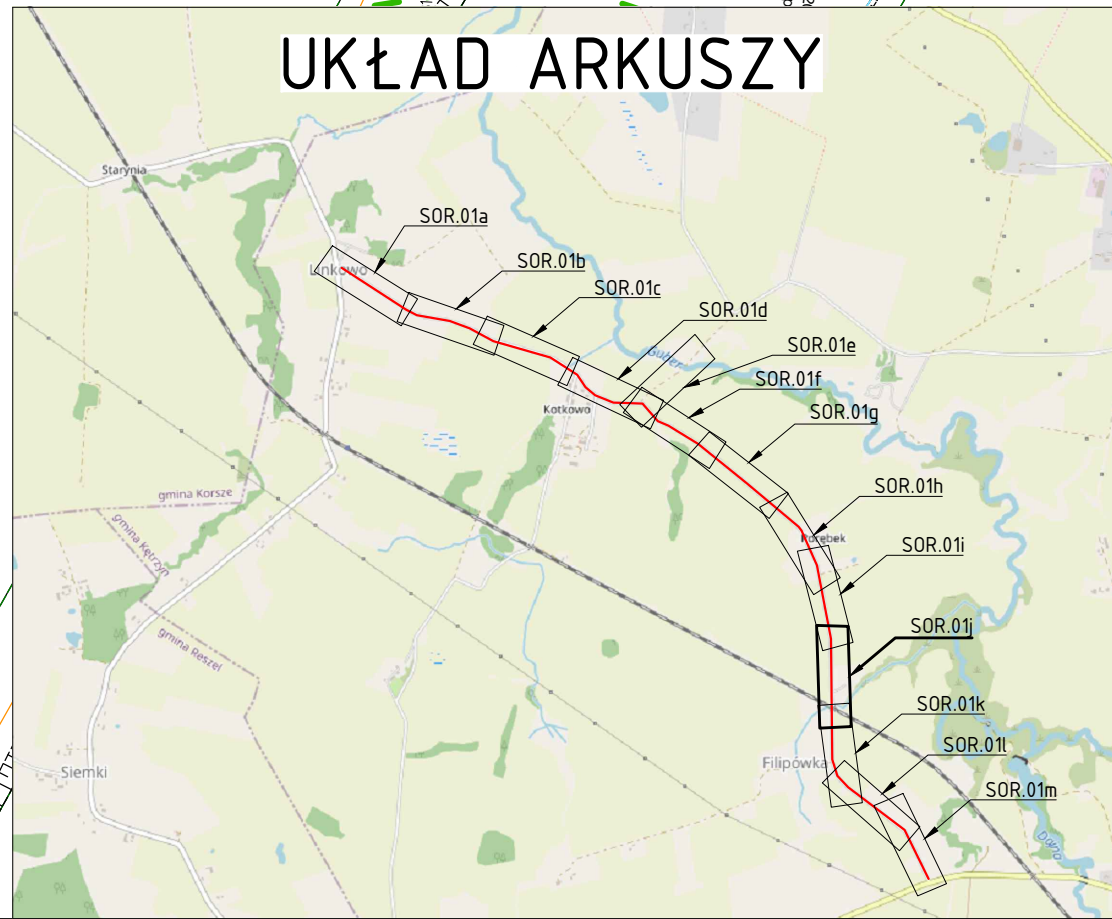 UKŁAD ARKUSZY
Starynia
SOR.01a
Linkowo
SOR.01b
SOR.01c
SOR.01d
SOR.01e
Guber
SOR.01f
Kotkowo
SOR.01g
SOR.01h
gmina Korsze
gmina Kętrzyn
SOR.01i
SOR.01j
gmina Reszel
SOR.01k
SOR.01l
Filipówka
Siemki
SOR.01m